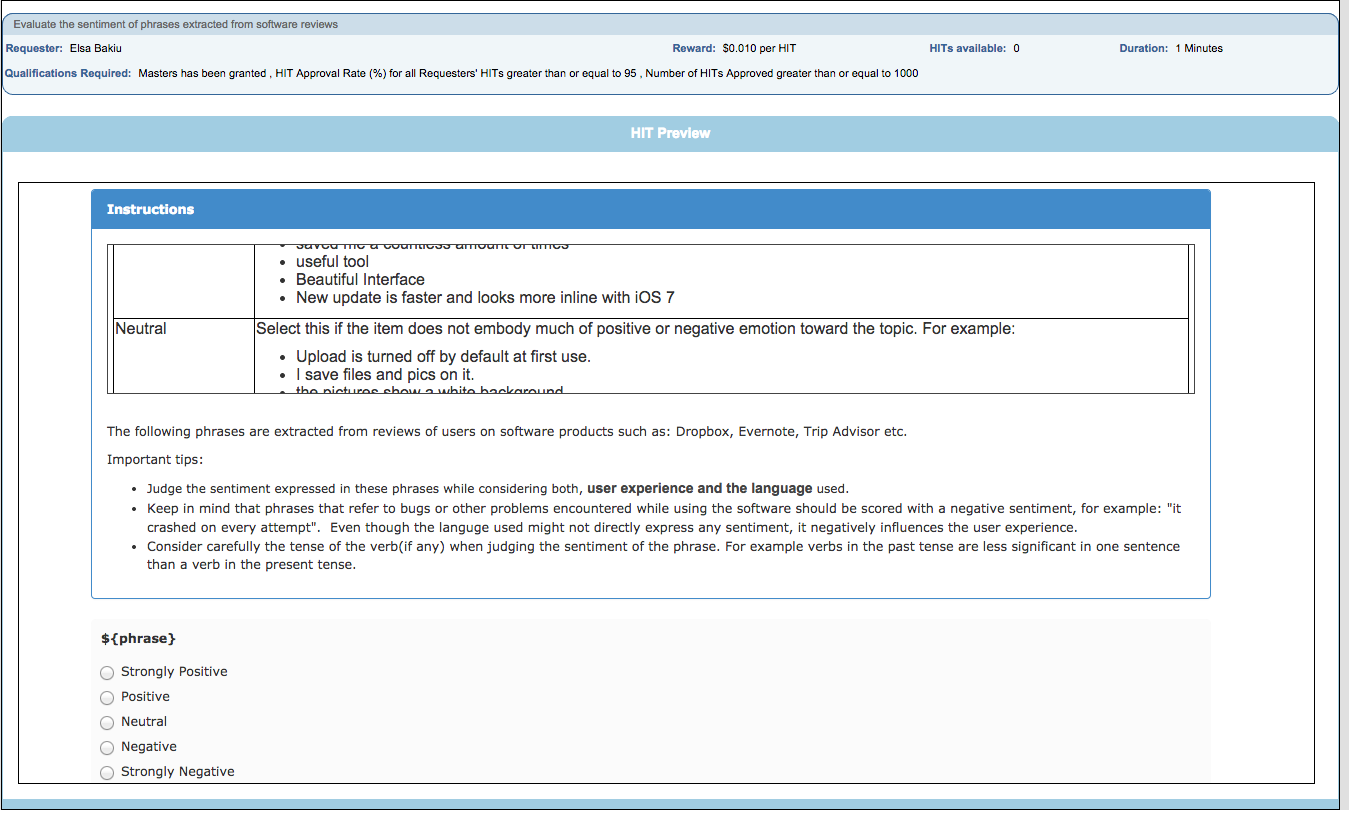 Evaluate the sentiment of phrases extracted from software reviews
Requester: Elsa Bakiu Reward: $0.010 per HIT HITs available: 0 Duration: 1 Minutes
Qualifications Required: Masters has been granted , HIT Approval Rate (%) for all Requesters' HITs greater than or equal to 95 , Number of HITs Approved greater than or equal to 1000
HIT Preview
Instructions
• saved me a countless amount of times
• useful tool
• Beautiful Interface
• New update is faster and looks more inline with iOS 7
Neutral Select this if the item does not embody much of positive or negative emotion toward the topic. For example:
• Upload is turned off by default at first use.
• I save files and pics on it.
• the pictures show a white background
The following phrases are extracted from reviews of users on software products such as: Dropbox, Evernote, Trip Advisor etc.
Important tips:
• Judge the sentiment expressed in these phrases while considering both, user experience and the language used.
• Keep in mind that phrases that refer to bugs or other problems encountered while using the software should be scored with a negative sentiment, for example: "it
crashed on every attempt". Even though the languge used might not directly express any sentiment, it negatively influences the user experience.
• Consider carefully the tense of the verb(if any) when judging the sentiment of the phrase. For example verbs in the past tense are less significant in one sentence
than a verb in the present tense.
${phrase}
Strongly Positive
Positive
Neutral
Negative
Strongly Negative